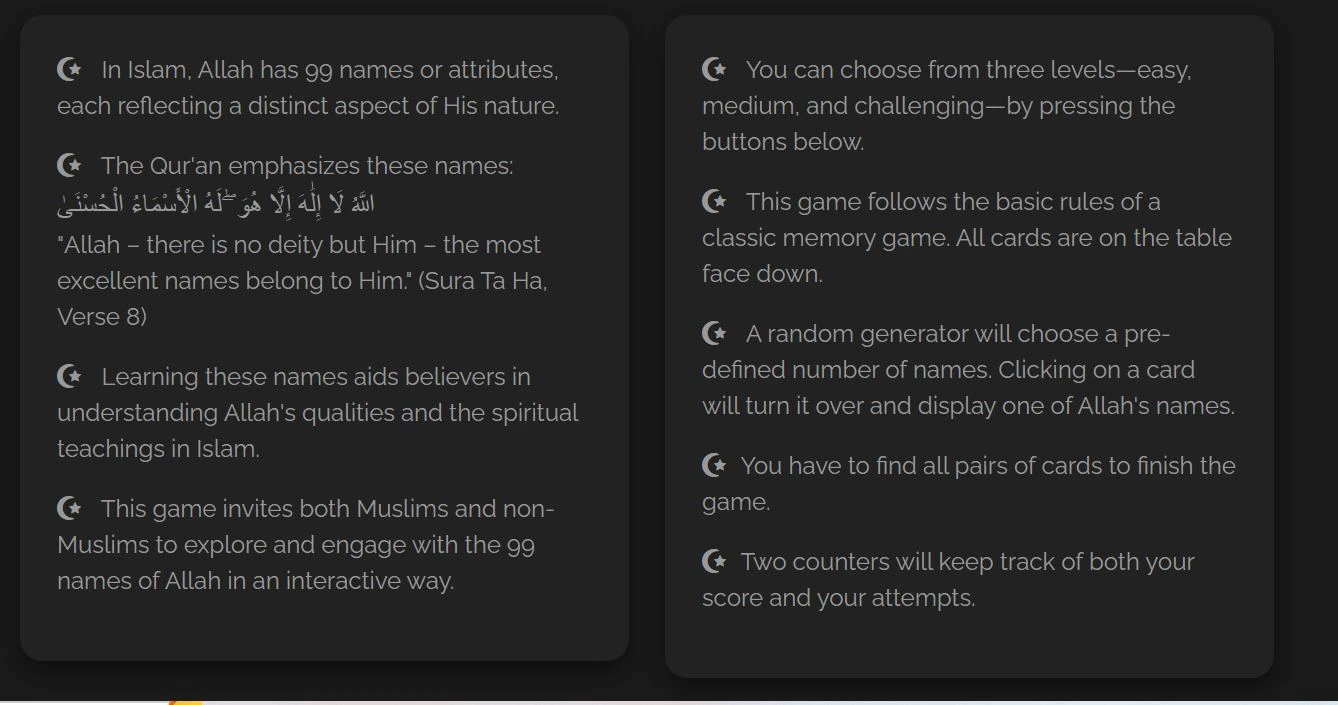 In Islam, Allah has 99 names or attributes,
each reflecting a distinct aspect of His nature.
The Qur'an emphasizes these names:
اللَّهُ لَا إِلَٰهَ إِلَّا هُوَ ۖ لَهُ الْأَسْمَاءُ الْحُسْنَىٰ
"Allah – there is no deity but Him – the most
excellent names belong to Him." (Sura Ta Ha,
Verse 8)
Learning these names aids believers in
understanding Allah's qualities and the spiritual
teachings in Islam.
This game invites both Muslims and non-
Muslims to explore and engage with the 99
names of Allah in an interactive way.
You can choose from three levels—easy,
medium, and challenging—by pressing the
buttons below.
This game follows the basic rules of a
classic memory game. All cards are on the table
face down.
A random generator will choose a pre-
defined number of names. Clicking on a card
will turn it over and display one of Allah's names.
You have to find all pairs of cards to finish the
game.
Two counters will keep track of both your
score and your attempts.